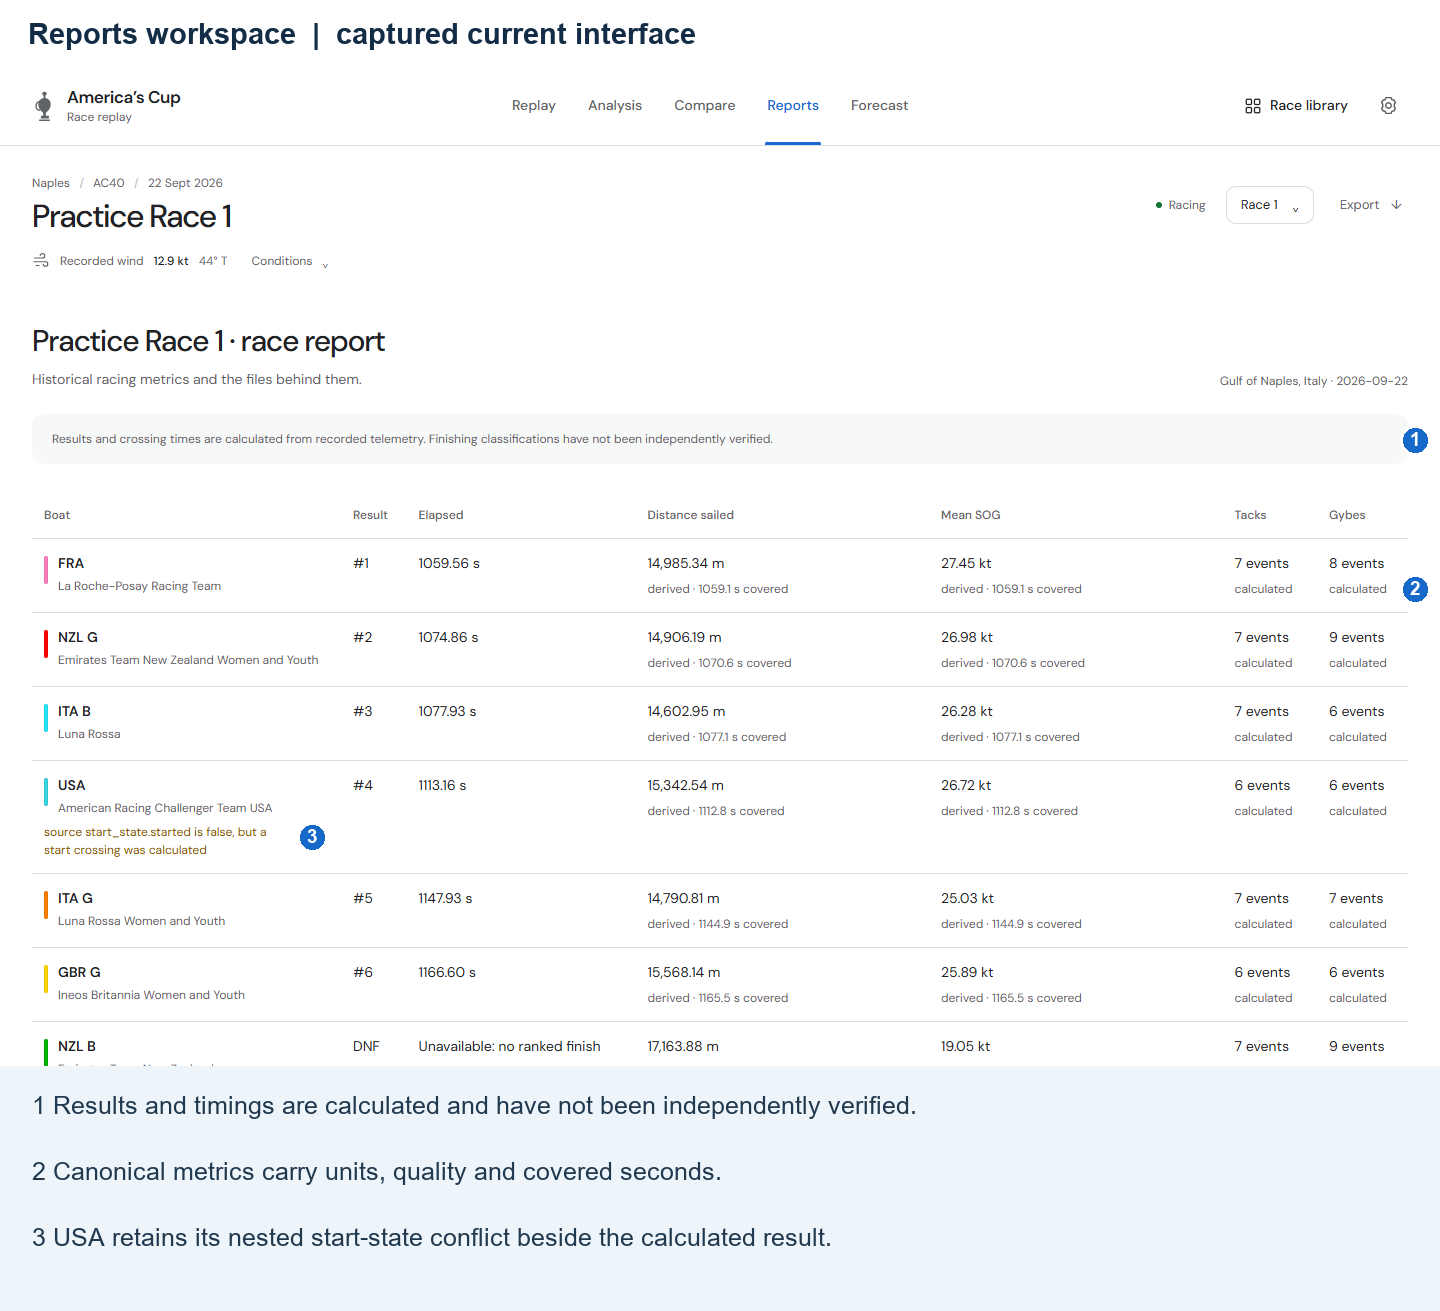 Reports workspace | captured current interface
America's Cup
Race replay
Replay Analysis Compare Reports Forecast
Race library
Naples / AC40 / 22 Sept 2026
Practice Race 1
Racing Race 1 Export
Recorded wind 12.9 kt 44° T Conditions
Practice Race 1 · race report
Historical racing metrics and the files behind them.
Gulf of Naples, Italy · 2026-09-22
Results and crossing times are calculated from recorded telemetry. Finishing classifications have not been independently verified.
1
Boat Result Elapsed Distance sailed Mean SOG Tacks Gybes
FRA #1 1059.56 s 14,985.34 m 27.45 kt 7 events 8 events
La Roche-Posay Racing Team derived · 1059.1 s covered derived · 1059.1 s covered calculated calculated
2
NZL G #2 1074.86 s 14,906.19 m 26.98 kt 7 events 9 events
Emirates Team New Zealand Women and Youth derived · 1070.6 s covered derived · 1070.6 s covered calculated calculated
ITA B #3 1077.93 s 14,602.95 m 26.28 kt 7 events 6 events
Luna Rossa derived · 1077.1 s covered derived · 1077.1 s covered calculated calculated
USA #4 1113.16 s 15,342.54 m 26.72 kt 6 events 6 events
American Racing Challenger Team USA derived · 1112.8 s covered derived · 1112.8 s covered calculated calculated
source start_state.started is false, but a
start crossing was calculated
3
ITA G #5 1147.93 s 14,790.81 m 25.03 kt 7 events 7 events
Luna Rossa Women and Youth derived · 1144.9 s covered derived · 1144.9 s covered calculated calculated
GBR G #6 1166.60 s 15,568.14 m 25.89 kt 6 events 6 events
Ineos Britannia Women and Youth derived · 1165.5 s covered derived · 1165.5 s covered calculated calculated
NZL B DNF Unavailable: no ranked finish 17,163.88 m 19.05 kt 7 events 9 events
1 Results and timings are calculated and have not been independently verified.
2 Canonical metrics carry units, quality and covered seconds.
3 USA retains its nested start-state conflict beside the calculated result.